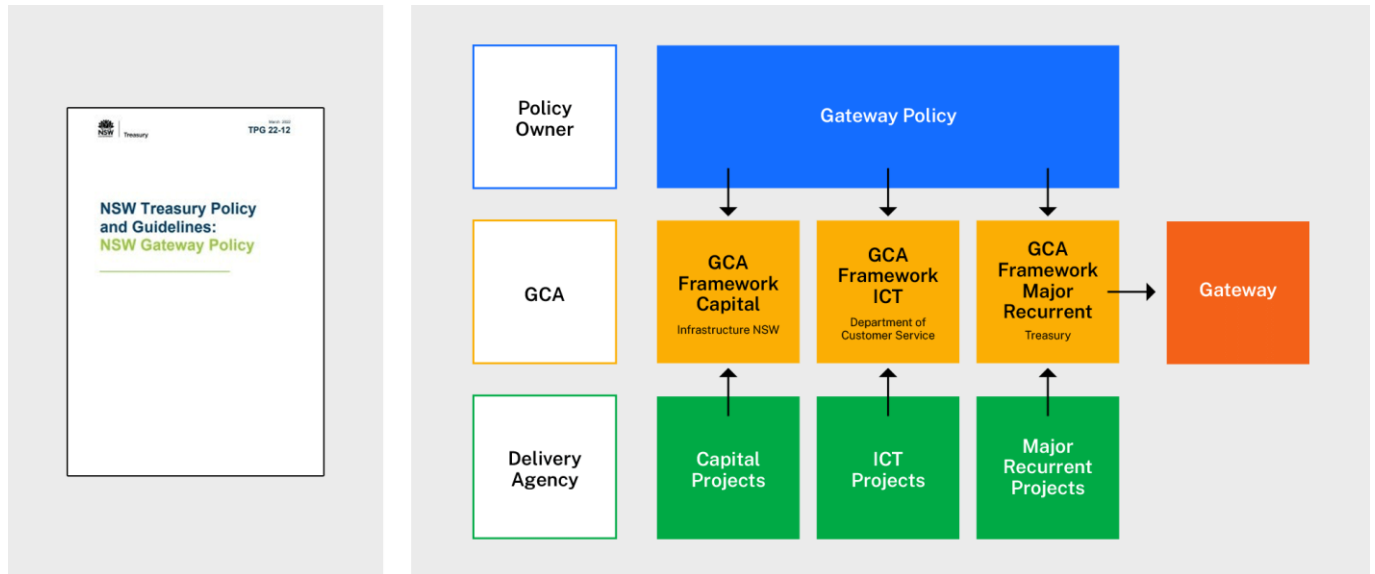 NSW
Treasury
March 2022
TPG 22-12
NSW Treasury Policy
and Guidelines:
NSW Gateway Policy
Policy
Owner
Gateway Policy
GCA
GCA
Framework
Capital
Infrastructure NSW
GCA
Framework
ICT
Department of
Customer Service
GCA
Framework
Major
Recurrent
Treasury
Gateway
Delivery
Agency
Capital
Projects
ICT
Projects
Major
Recurrent
Projects